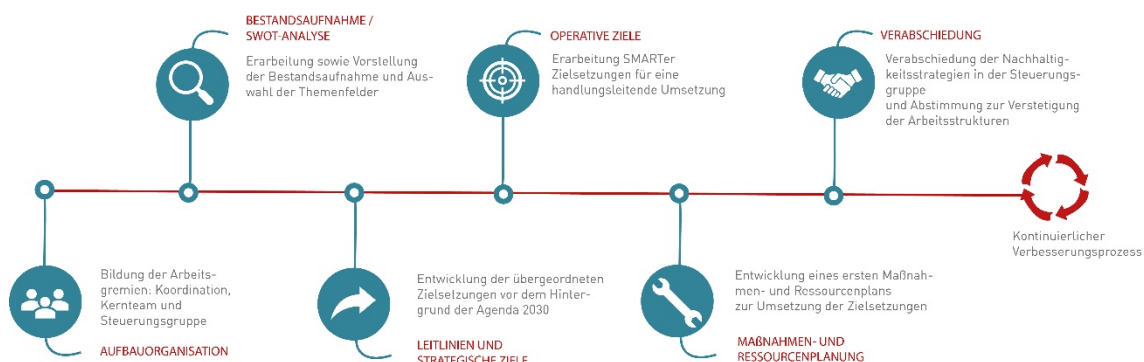 BESTANDSAUFNAHME /
SWOT-ANALYSE
Erarbeitung sowie Vorstellung
der Bestandsaufnahme und Aus-
wahl der Themenfelder
OPERATIVE ZIELE
Erarbeitung SMARTer
Zielsetzungen für eine
handlungsleitende Umsetzung
VERABSCHIEDUNG
Verabschiedung der Nachhaltig-
keitsstrategien in der Steuerungs-
gruppe
und Abstimmung zur Verstetigung
der Arbeitsstrukturen
Kontinuierlicher
Verbesserungsprozess
Bildung der Arbeits-
gremien: Koordination,
Kernteam und
Steuerungsgruppe
AUFBAUORGANISATION
Entwicklung der übergeordneten
Zielsetzungen vor dem Hinter-
grund der Agenda 2030
LEITLINIEN UND
STRATEGISCHE ZIELE
Entwicklung eines ersten Maßnah-
men- und Ressourcenplans
zur Umsetzung der Zielsetzungen
MAßNAHMEN- UND
RESSOURCENPLANUNG